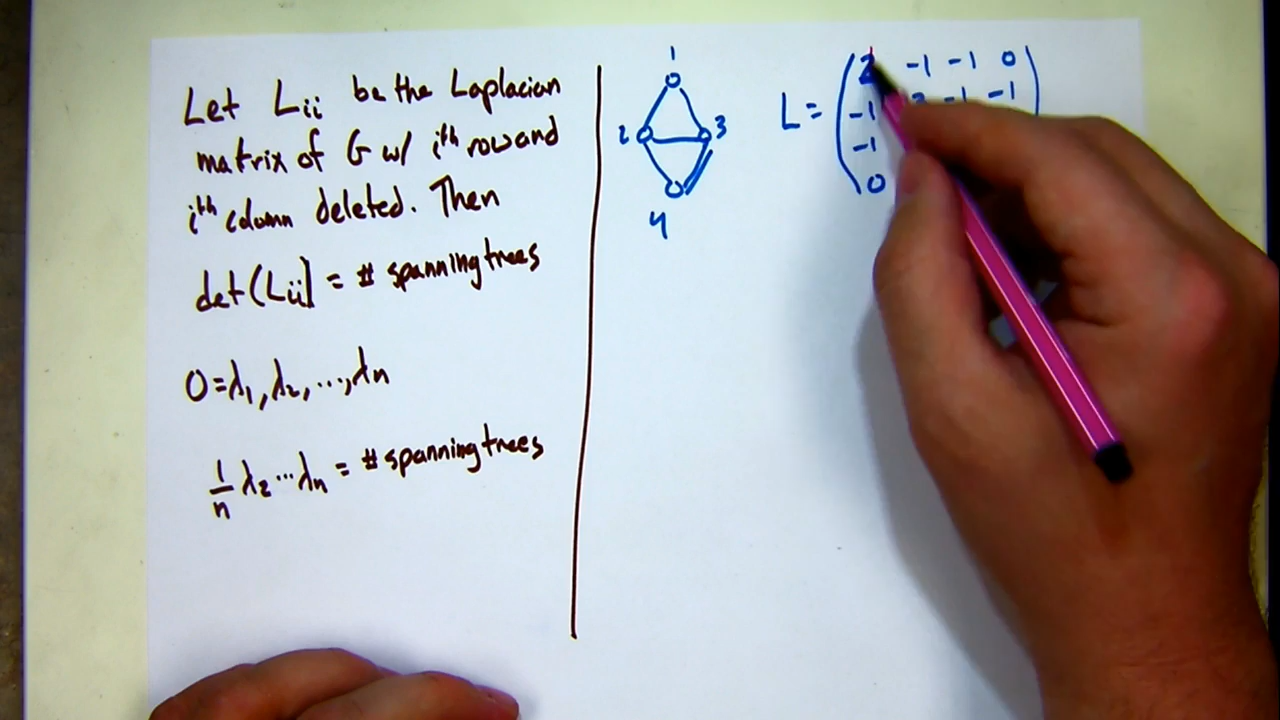 Let Lii be the Laplacian
matrix of G w/ ith row and
ith column deleted. Then
det(Lii] = # spanning trees
0=λ1, λ2, ..., λn
1/n λ2 ... λn = # spanning trees
1
2
3
4
L = 2 -1 -1 0
-1 -1 -1
-1
0